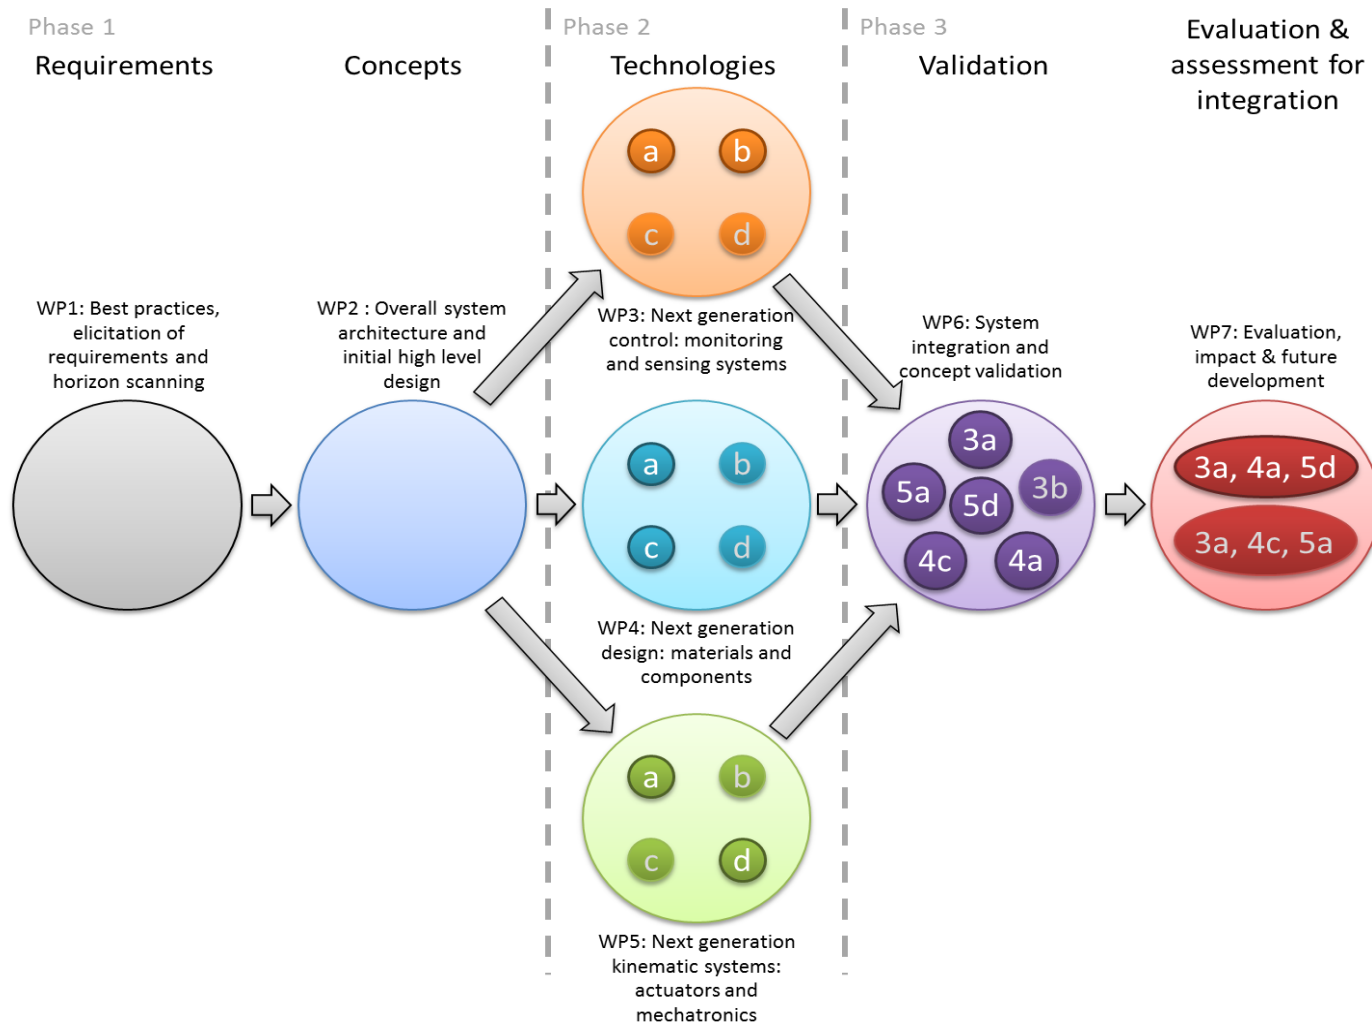 Phase 1
Phase 2
Phase 3
Requirements
Concepts
Technologies
Validation
Evaluation &
assessment for
integration
WP1: Best practices,
elicitation of
requirements and
horizon scanning
WP2 : Overall system
architecture and
initial high level
design
a
b
c
d
WP3: Next generation
control: monitoring
and sensing systems
a
b
c
d
WP4: Next generation
design: materials and
components
a
b
c
d
WP5: Next generation
kinematic systems:
actuators and
mechatronics
WP6: System
integration and
concept validation
3a
5a
3b
5d
4c
4a
WP7: Evaluation,
impact & future
development
3a, 4a, 5d
3a, 4c, 5a